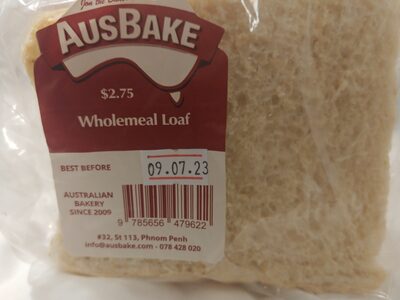 AUSBAKE
$2.75
Wholemeal Loaf
BEST BEFORE
09.07.23
AUSTRALIAN
BAKERY
SINCE 2009
9 785656 479622
#32, St 113, Phnom Penh
info@ausbake.com - 078 428 020